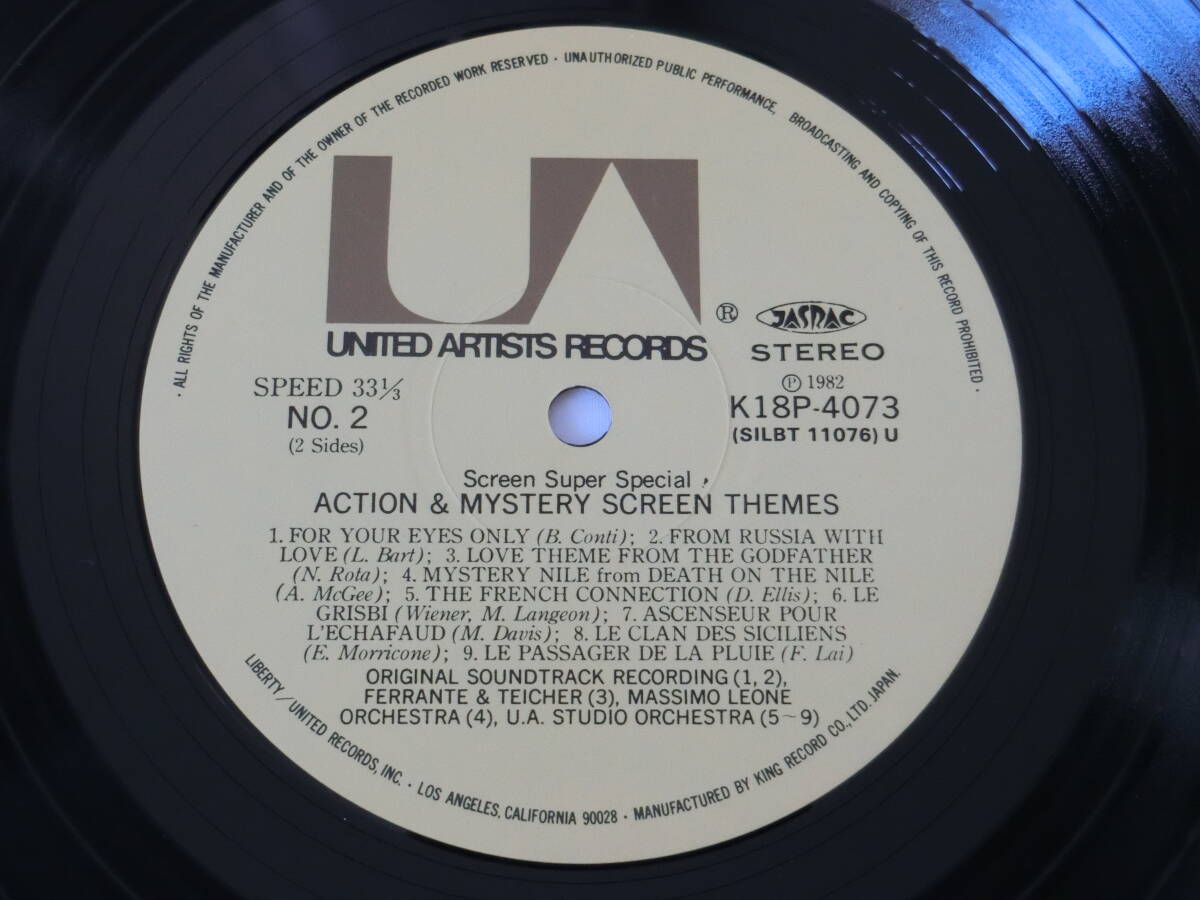 · ALL RIGHTS OF THE MANUFACTURER AND OF THE OWNER OF THE RECORDED WORK RESERVED · UNAUTHORIZED PUBLIC PERFORMANCE, BROADCASTING AND COPYING OF THIS RECORD PROHIBITED ·
UA
UNITED ARTISTS RECORDS
®
JASRAC
STEREO
SPEED 33⅓
NO. 2
(2 Sides)
Ⓟ 1982
K18P-4073
(SILBT 11076) U
Screen Super Special
ACTION & MYSTERY SCREEN THEMES
1. FOR YOUR EYES ONLY (B. Conti); 2. FROM RUSSIA WITH
LOVE (L. Bart); 3. LOVE THEME FROM THE GODFATHER
(N. Rota); 4. MYSTERY NILE from DEATH ON THE NILE
(A. McGee); 5. THE FRENCH CONNECTION (D. Ellis); 6. LE
GRISBI (Wiener, M. Langeon); 7. ASCENSEUR POUR
L'ECHAFAUD (M. Davis); 8. LE CLAN DES SICILIENS
(E. Morricone); 9. LE PASSAGER DE LA PLUIE (F. Lai)
ORIGINAL SOUNDTRACK RECORDING (1, 2),
FERRANTE & TEICHER (3), MASSIMO LEONE
ORCHESTRA (4), U.A. STUDIO ORCHESTRA (5~9)
LIBERTY/UNITED RECORDS, INC. · LOS ANGELES, CALIFORNIA 90028 · MANUFACTURED BY KING RECORD CO., LTD. JAPAN.